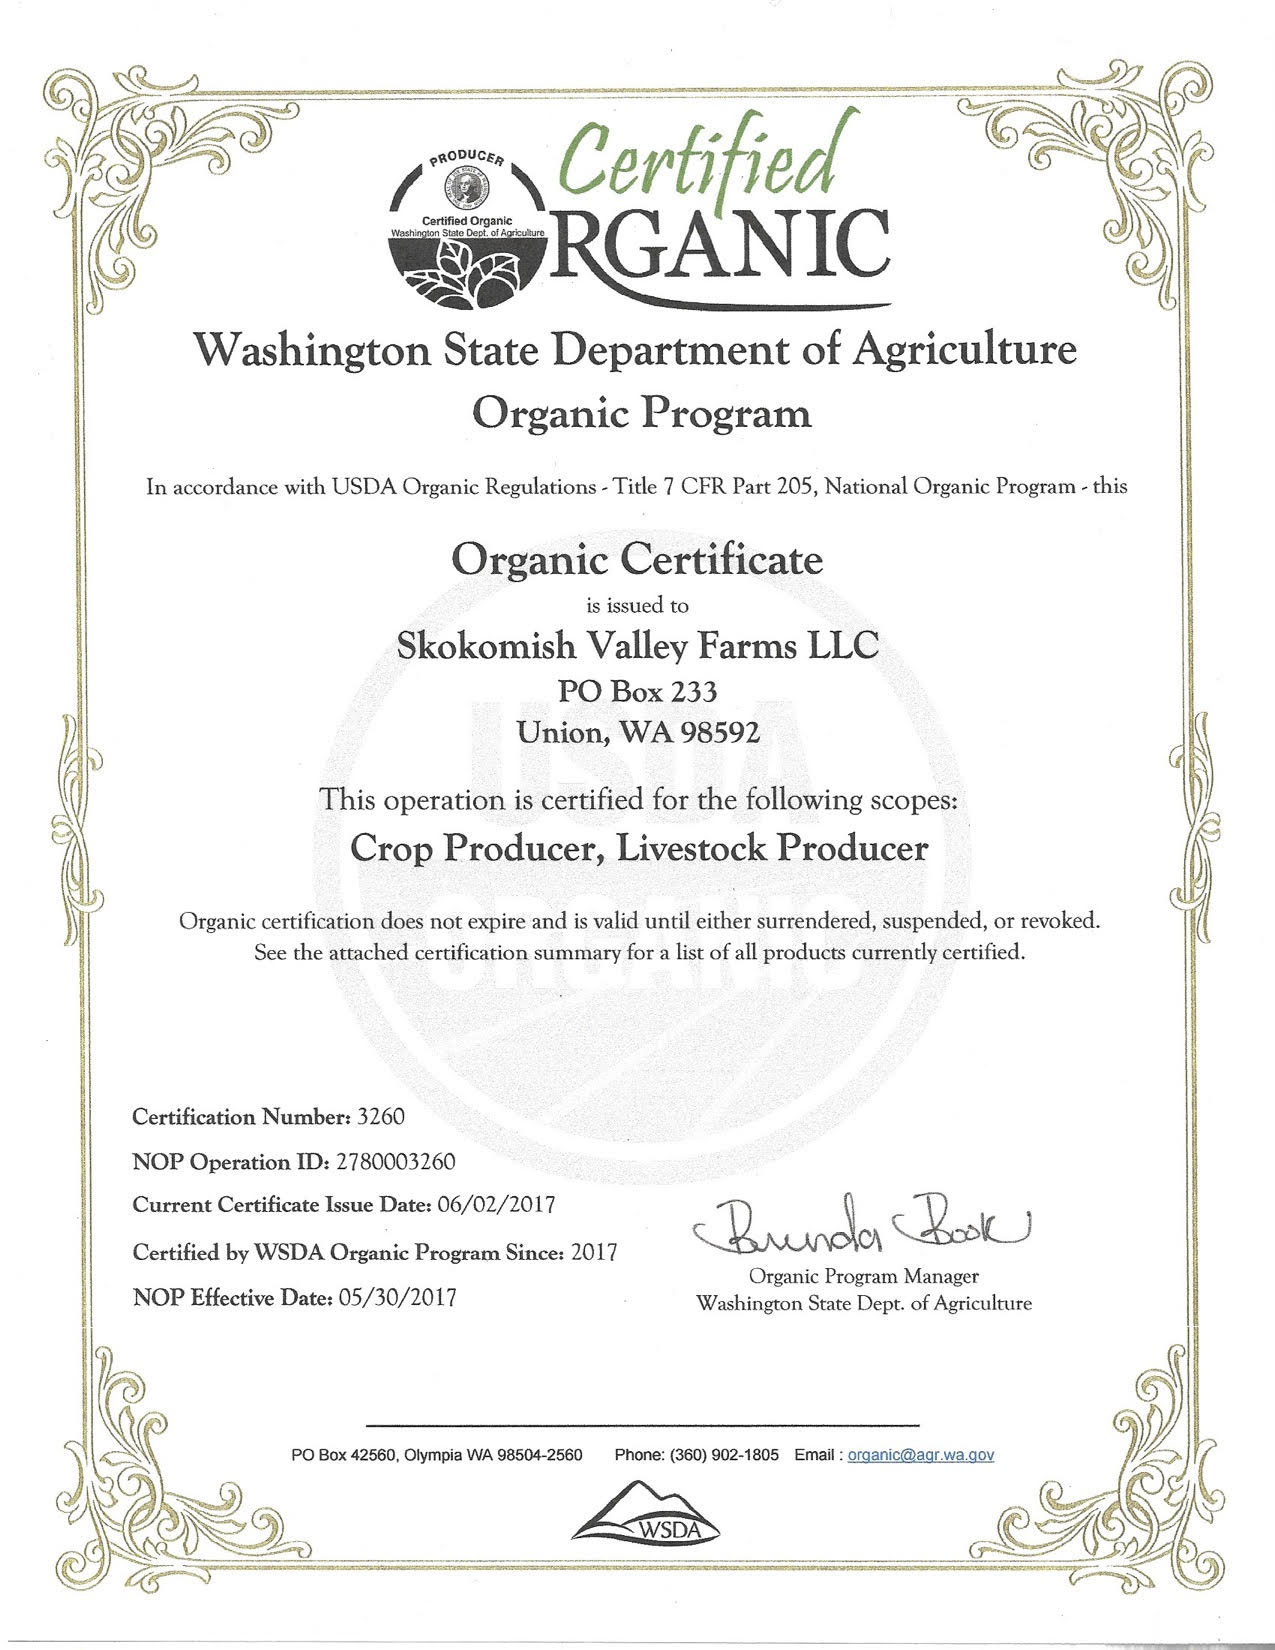 PRODUCER
Certified Organic
Washington State Dept. of Agriculture
Certified
ORGANIC
Washington State Department of Agriculture
Organic Program
In accordance with USDA Organic Regulations - Title 7 CFR Part 205, National Organic Program - this
Organic Certificate
is issued to
Skokomish Valley Farms LLC
PO Box 233
Union, WA 98592
This operation is certified for the following scopes:
Crop Producer, Livestock Producer
Organic certification does not expire and is valid until either surrendered, suspended, or revoked.
See the attached certification summary for a list of all products currently certified.
USDA
ORGANIC
Certification Number: 3260
NOP Operation ID: 2780003260
Current Certificate Issue Date: 06/02/2017
Certified by WSDA Organic Program Since: 2017
NOP Effective Date: 05/30/2017
Brenda Book
Organic Program Manager
Washington State Dept. of Agriculture
PO Box 42560, Olympia WA 98504-2560 Phone: (360) 902-1805 Email : organic@agr.wa.gov
WSDA